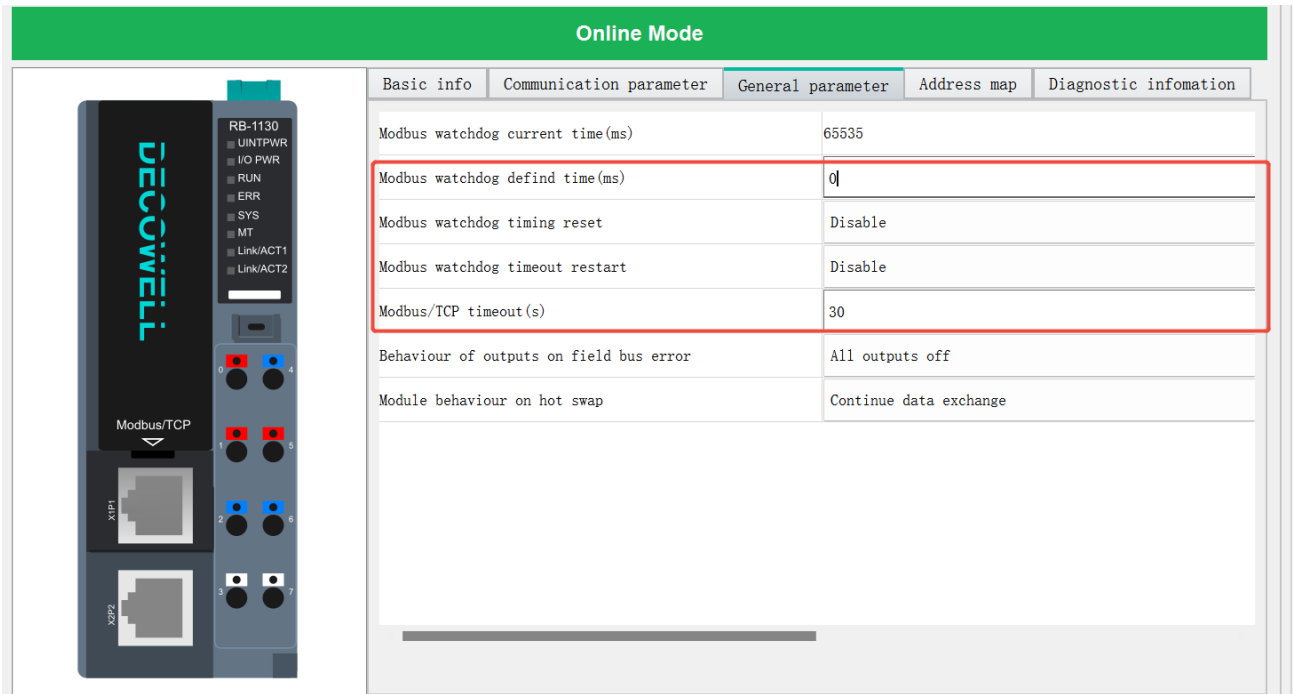 Online Mode
Basic info Communication parameter General parameter Address map Diagnostic infomation
RB-1130
UINTPWR
I/O PWR
RUN
ERR
SYS
MT
Link/ACT1
Link/ACT2
DECOWELL
0 4
1 5
2 6
3 7
Modbus/TCP
X1P1
X2P2
Modbus watchdog current time(ms) 65535
Modbus watchdog defind time(ms) 0
Modbus watchdog timing reset Disable
Modbus watchdog timeout restart Disable
Modbus/TCP timeout(s) 30
Behaviour of outputs on field bus error All outputs off
Module behaviour on hot swap Continue data exchange